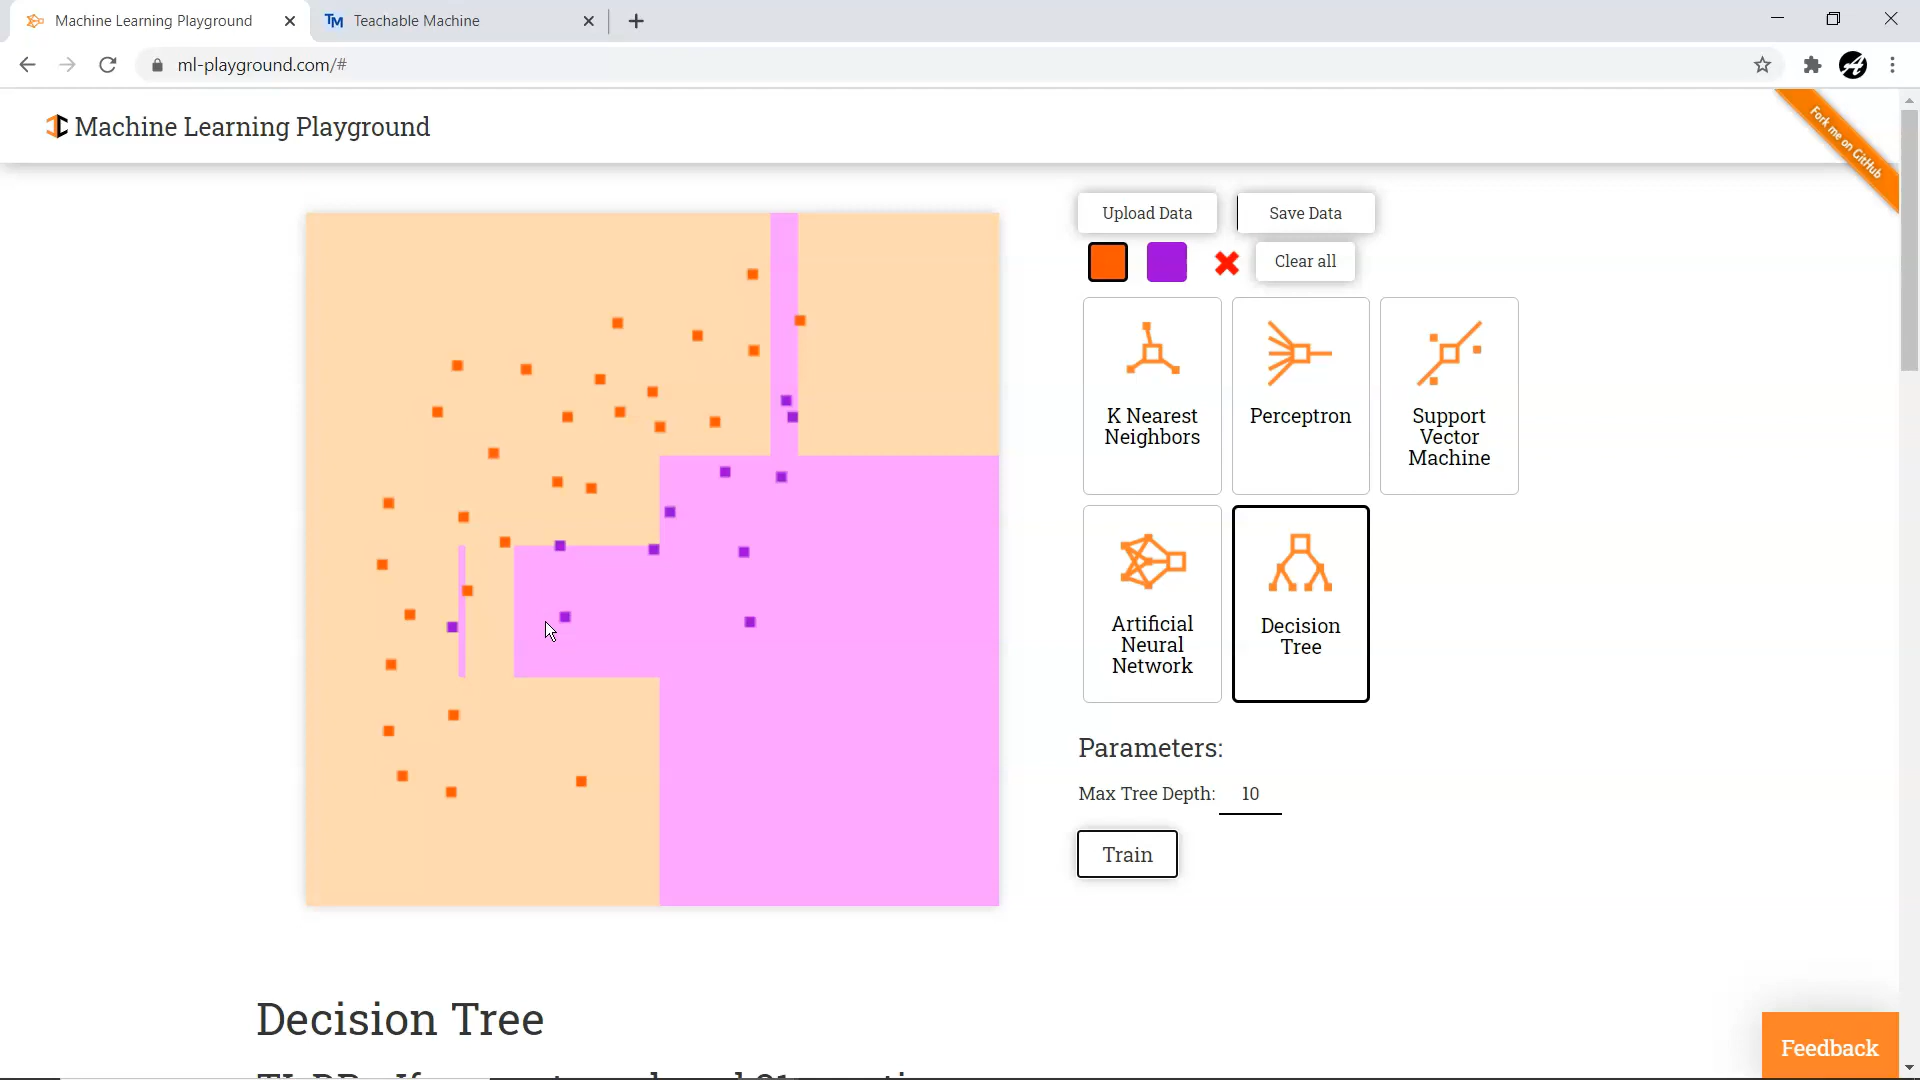 Machine Learning Playground
Teachable Machine
ml-playground.com/#
Machine Learning Playground
Fork me on GitHub
Upload Data
Save Data
Clear all
K Nearest
Neighbors
Perceptron
Support
Vector
Machine
Artificial
Neural
Network
Decision
Tree
Parameters:
Max Tree Depth: 10
Train
Decision Tree
Feedback